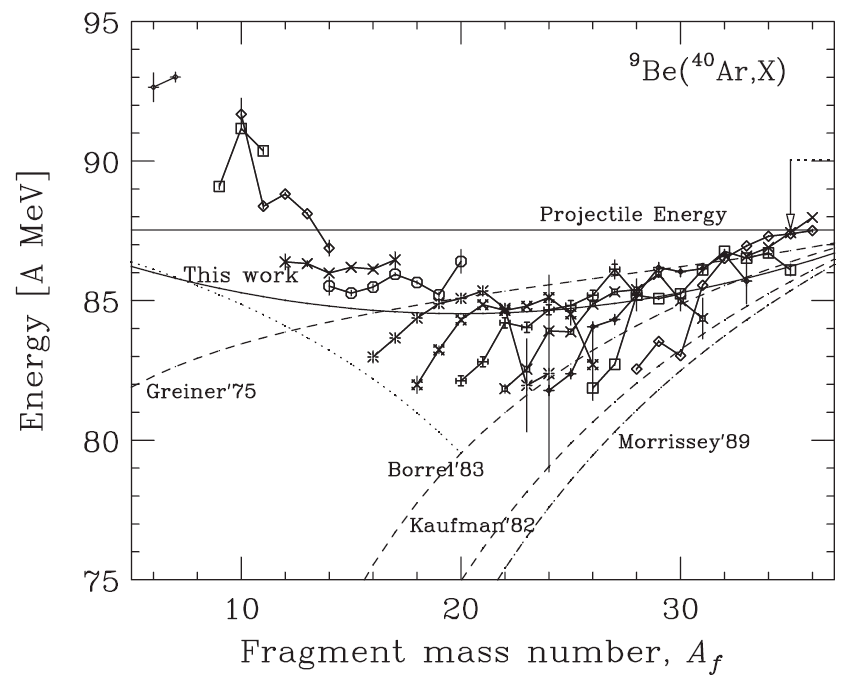 95
90
85
80
75
Energy [A MeV]
⁹Be(⁴⁰Ar,X)
Projectile Energy
This work
Greiner'75
Borrel'83
Morrissey'89
Kaufman'82
10 20 30
Fragment mass number, A_f